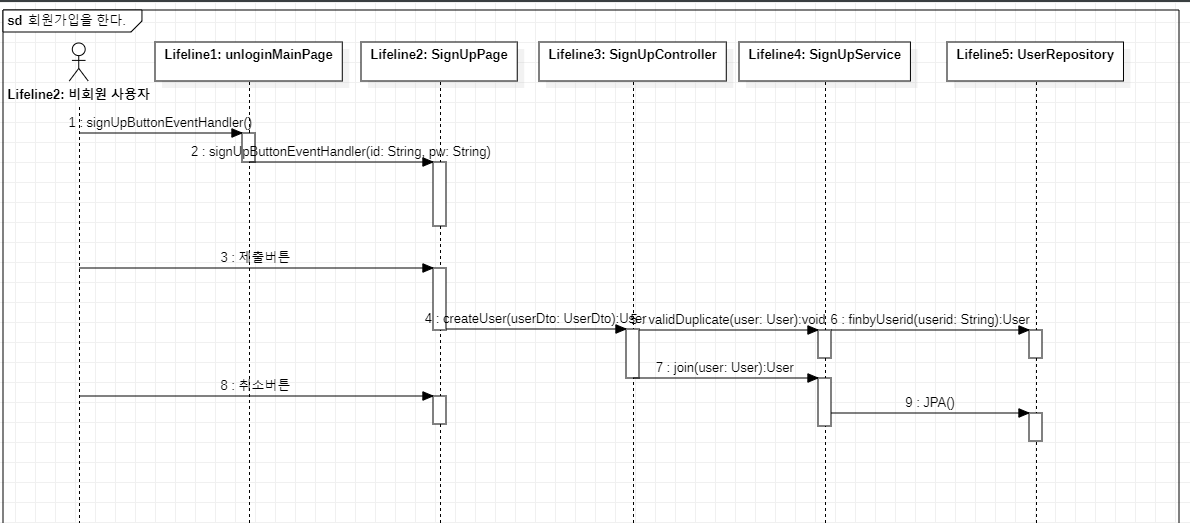 sd 회원가입을 한다.
Lifeline1: unloginMainPage
Lifeline2: SignUpPage
Lifeline3: SignUpController
Lifeline4: SignUpService
Lifeline5: UserRepository
Lifeline2: 비회원 사용자
1 : signUpButtonEventHandler()
2 : signUpButtonEventHandler(id: String, pw: String)
3 : 제출버튼
4 : createUser(userDto: UserDto):User
5 : validDuplicate(user: User):void
6 : finbyUserid(userid: String):User
7 : join(user: User):User
8 : 취소버튼
9 : JPA()